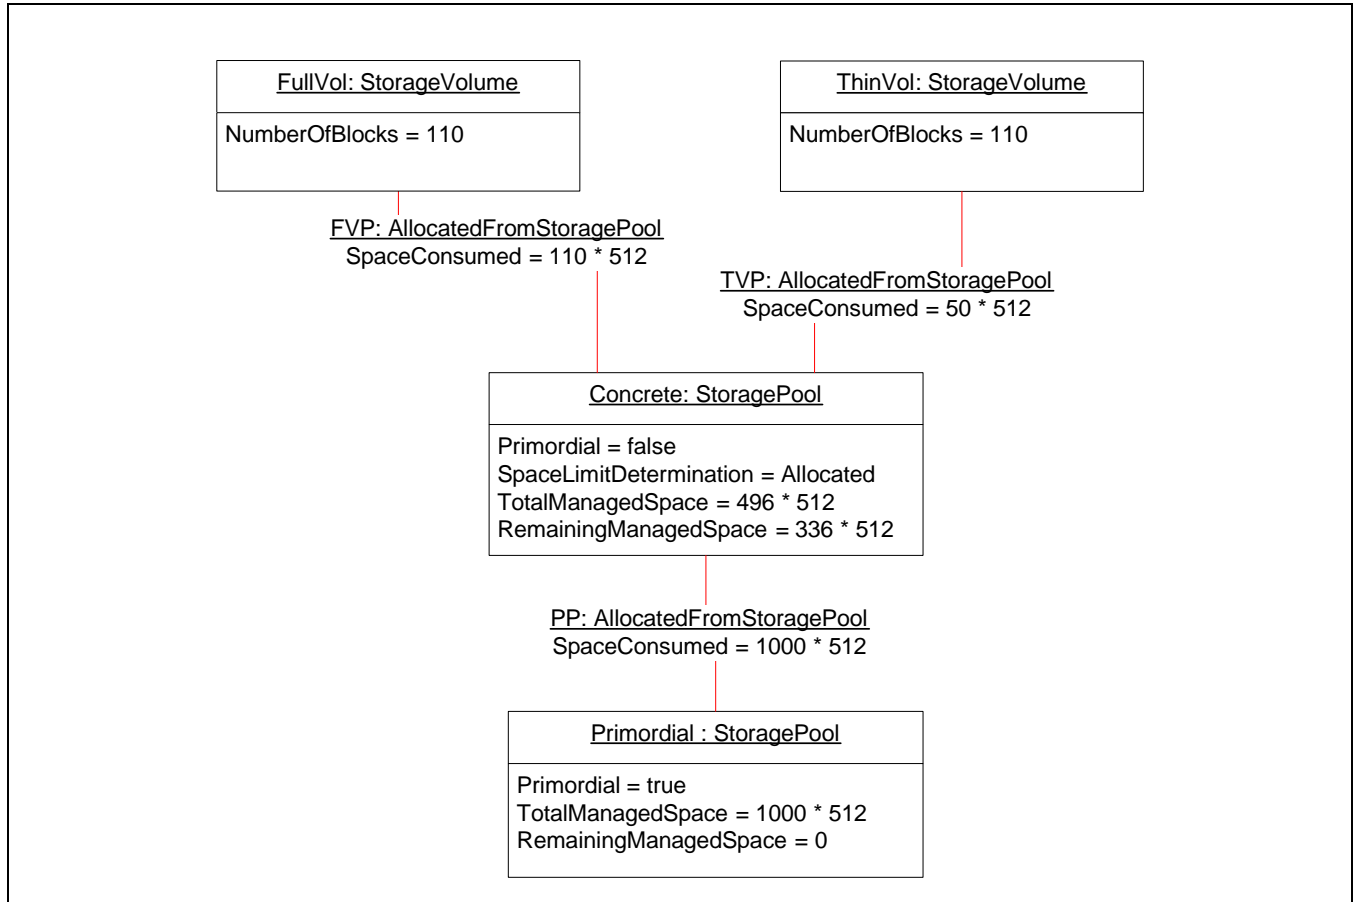 FullVol: StorageVolume
NumberOfBlocks = 110
ThinVol: StorageVolume
NumberOfBlocks = 110
FVP: AllocatedFromStoragePool
SpaceConsumed = 110 * 512
TVP: AllocatedFromStoragePool
SpaceConsumed = 50 * 512
Concrete: StoragePool
Primordial = false
SpaceLimitDetermination = Allocated
TotalManagedSpace = 496 * 512
RemainingManagedSpace = 336 * 512
PP: AllocatedFromStoragePool
SpaceConsumed = 1000 * 512
Primordial : StoragePool
Primordial = true
TotalManagedSpace = 1000 * 512
RemainingManagedSpace = 0